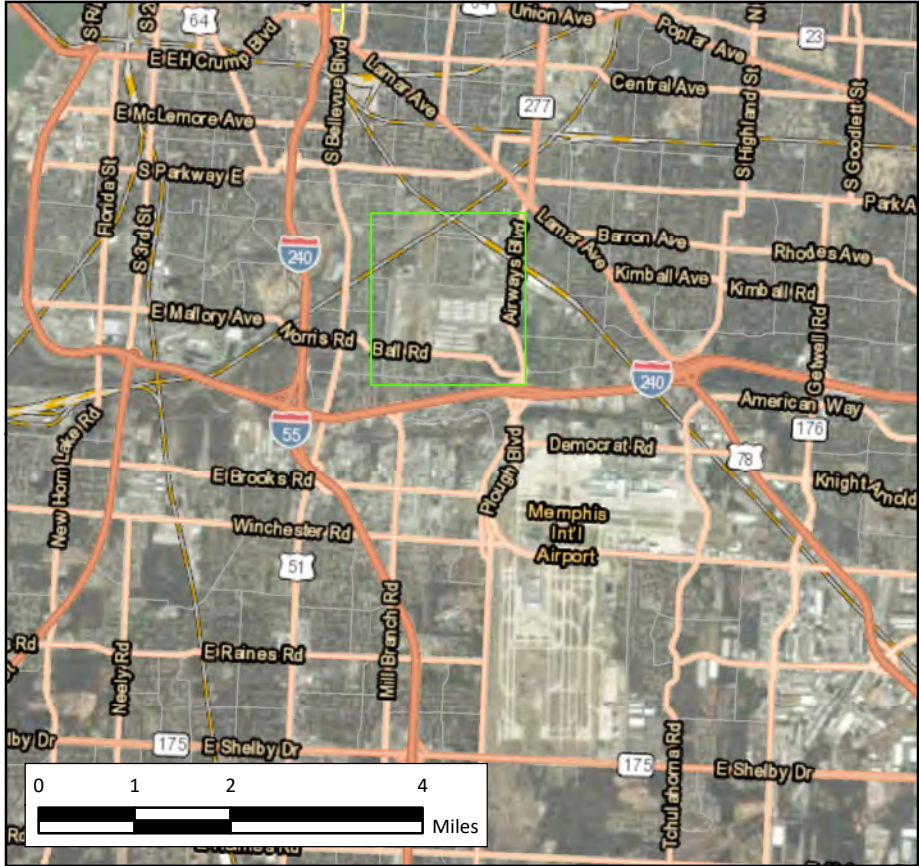 64
Union Ave
64
23
S 2
E EH Crump Blvd
Poplar Ave
Lamar Ave
Central Ave
S Bellevue Blvd
277
E McLemore Ave
S Highland St
S Goodlett St
S Parkway E
Florida St
S 3rd St
Park A
Lamar Ave
Barron Ave
Rhodes Ave
240
Airways Blvd
Kimball Ave
Kimball Rd
E Mallory Ave
Norris Rd
Ball Rd
Getwell Rd
240
American Way
55
176
New Horn Lake Rd
Plough Blvd
Democrat Rd
78
E Brooks Rd
Knight Arnold
Memphis
Int'l
Airport
Winchester Rd
51
Mill Branch Rd
s Rd
E Raines Rd
Neely Rd
lby Dr
175
E Shelby Dr
Tchulahoma Rd
175
E Shelby Dr
0 1 2 4
Miles
Rd